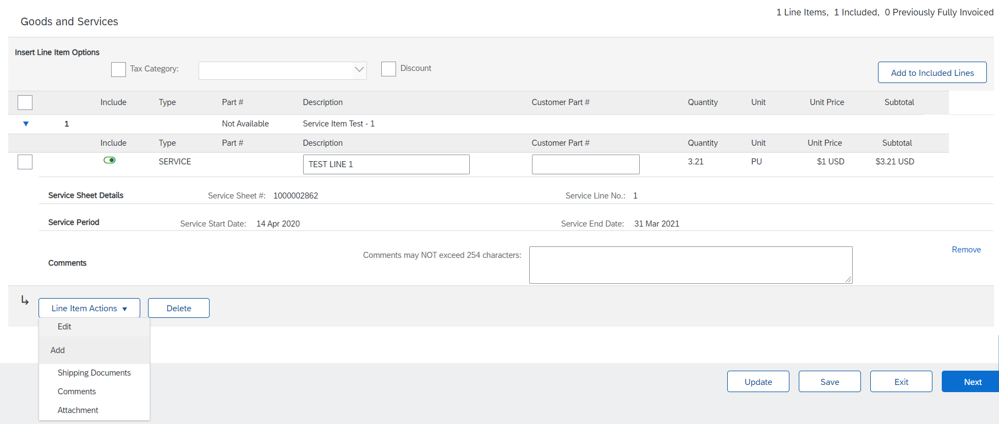 1 Line Items, 1 Included, 0 Previously Fully Invoiced
Goods and Services
Insert Line Item Options
Tax Category:
Discount
Add to Included Lines
Include Type Part # Description Customer Part # Quantity Unit Unit Price Subtotal
1 Not Available Service Item Test - 1
Include Type Part # Description Customer Part # Quantity Unit Unit Price Subtotal
SERVICE TEST LINE 1 3.21 PU $1 USD $3.21 USD
Service Sheet Details Service Sheet #: 1000002862 Service Line No.: 1
Service Period Service Start Date: 14 Apr 2020 Service End Date: 31 Mar 2021
Comments Comments may NOT exceed 254 characters: Remove
Line Item Actions Delete
Edit
Add
Shipping Documents
Comments
Attachment
Update Save Exit Next